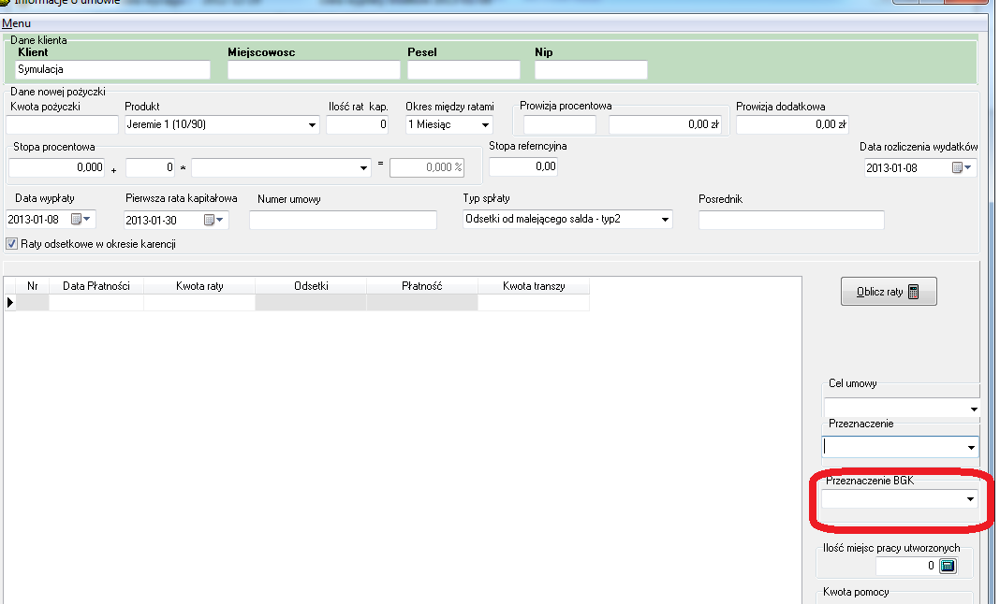 Informacje o umowie
Menu
Dane klienta
Klient Miejscowosc Pesel Nip
Symulacja
Dane nowej pożyczki
Kwota pożyczki Produkt Ilość rat kap. Okres między ratami Prowizja procentowa Prowizja dodatkowa
Jeremie 1 (10/90) 0 1 Miesiąc 0,00 zł 0,00 zł
Stopa procentowa Stopa referncyjna Data rozliczenia wydatków
0,000 + 0 * = 0,000 % 0,00 2013-01-08
Data wypłaty Pierwsza rata kapitałowa Numer umowy Typ spłaty Posrednik
2013-01-08 2013-01-30 Odsetki od malejącego salda - typ2
Raty odsetkowe w okresie karencji
Nr Data Płatności Kwota raty Odsetki Płatność Kwota transzy
Oblicz raty
Cel umowy
Przeznaczenie
Przeznaczenie BGK
Ilość miejsc pracy utworzonych
0
Kwota pomocy